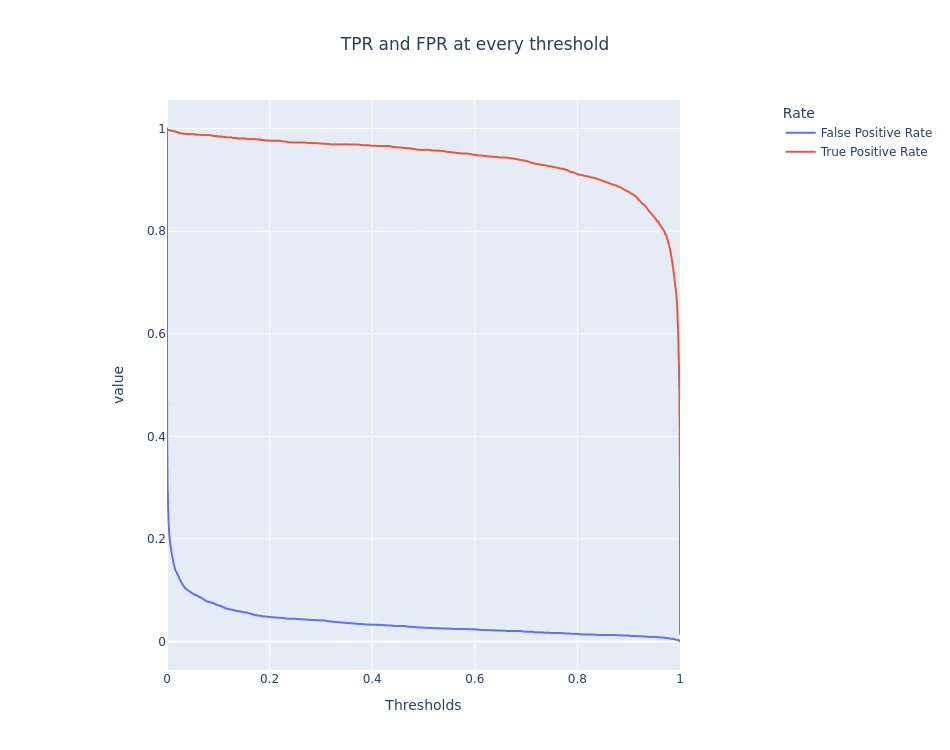 TPR and FPR at every threshold
Rate
False Positive Rate
True Positive Rate
value
1
0.8
0.6
0.4
0.2
0
0 0.2 0.4 0.6 0.8 1
Thresholds